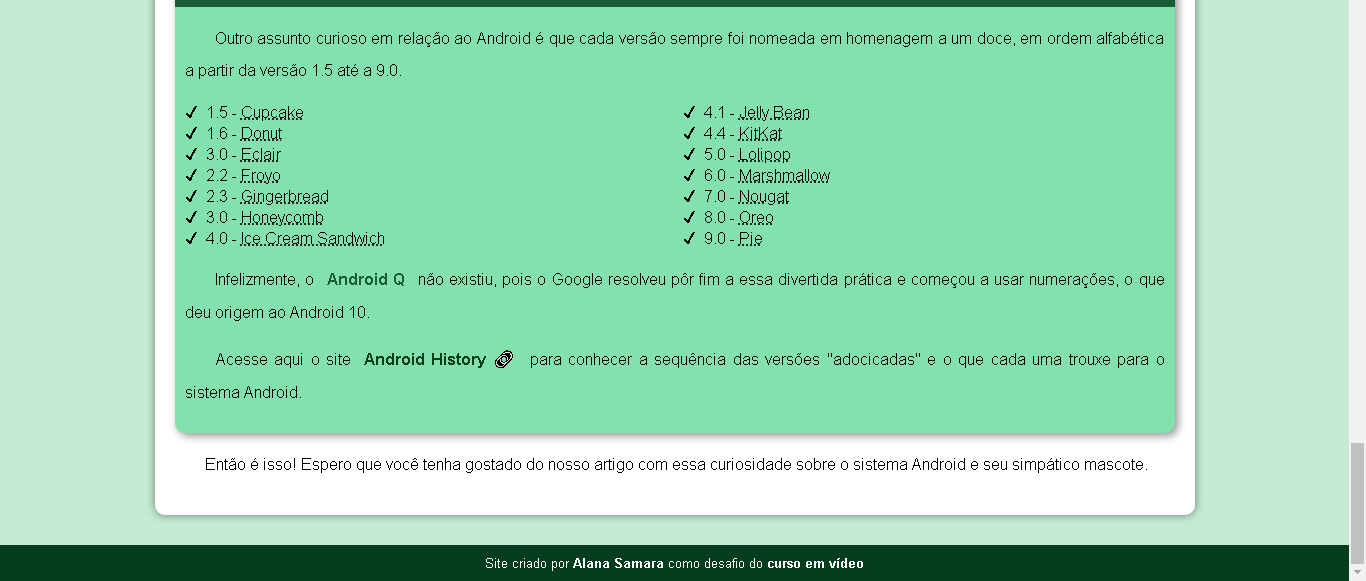 Outro assunto curioso em relação ao Android é que cada versão sempre foi nomeada em homenagem a um doce, em ordem alfabética
a partir da versão 1.5 até a 9.0.
✔ 1.5 - Cupcake
✔ 1.6 - Donut
✔ 3.0 - Eclair
✔ 2.2 - Froyo
✔ 2.3 - Gingerbread
✔ 3.0 - Honeycomb
✔ 4.0 - Ice Cream Sandwich
✔ 4.1 - Jelly Bean
✔ 4.4 - KitKat
✔ 5.0 - Lolipop
✔ 6.0 - Marshmallow
✔ 7.0 - Nougat
✔ 8.0 - Oreo
✔ 9.0 - Pie
Infelizmente, o Android Q não existiu, pois o Google resolveu pôr fim a essa divertida prática e começou a usar numerações, o que
deu origem ao Android 10.
Acesse aqui o site Android History para conhecer a sequência das versões "adocicadas" e o que cada uma trouxe para o
sistema Android.
Então é isso! Espero que você tenha gostado do nosso artigo com essa curiosidade sobre o sistema Android e seu simpático mascote.
Site criado por Alana Samara como desafio do curso em vídeo